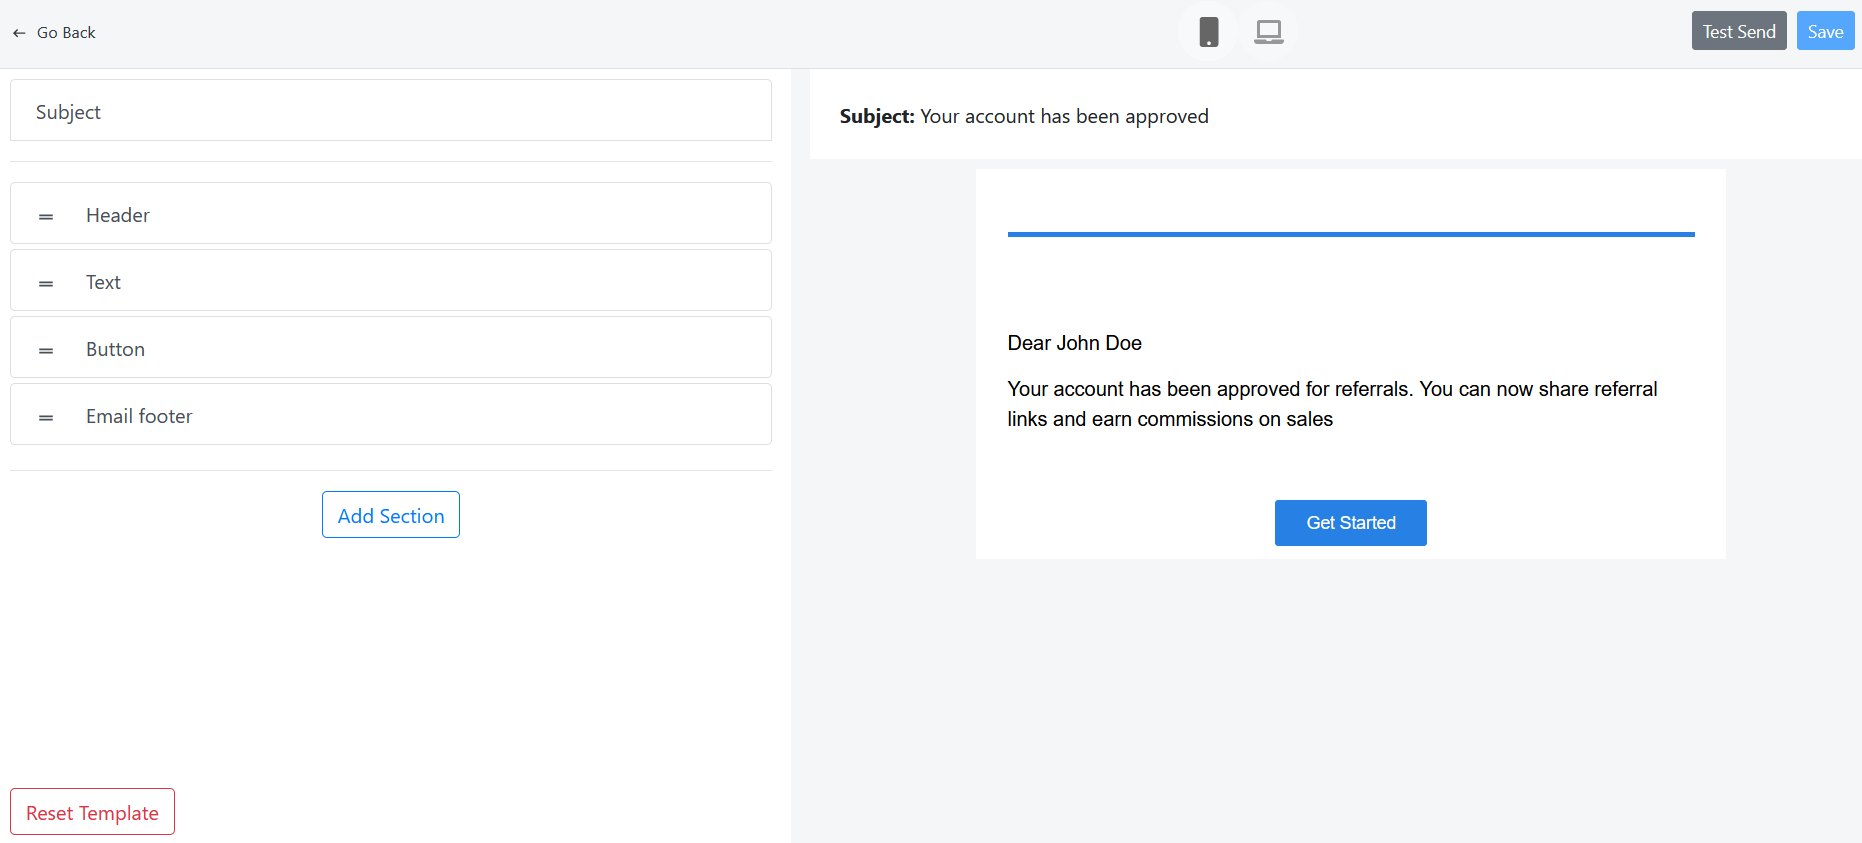 Go Back
Test Send
Save
Subject
Header
Text
Button
Email footer
Add Section
Reset Template
Subject: Your account has been approved
Dear John Doe
Your account has been approved for referrals. You can now share referral
links and earn commissions on sales
Get Started